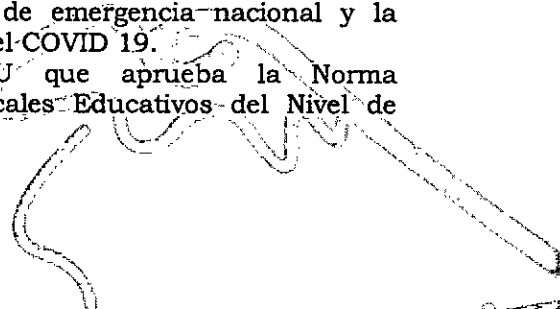 de emergencia nacional y la
el COVID 19.
U que aprueba la Norma
cales Educativos del Nivel de